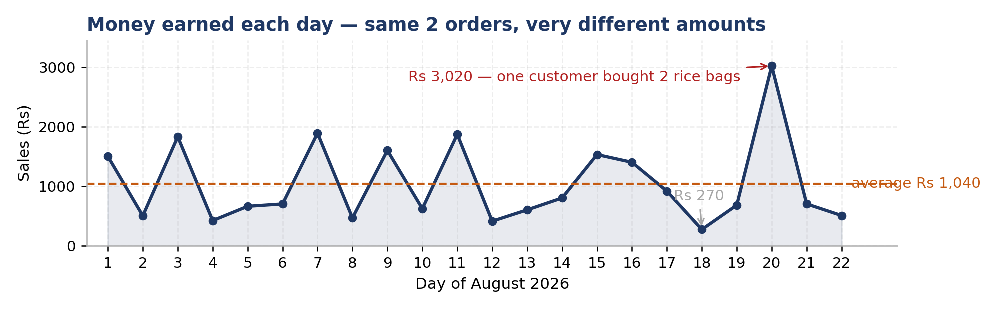 Money earned each day — same 2 orders, very different amounts
3000
Rs 3,020 — one customer bought 2 rice bags
2000
Sales (Rs)
1000
average Rs 1,040
Rs 270
0
1 2 3 4 5 6 7 8 9 10 11 12 13 14 15 16 17 18 19 20 21 22
Day of August 2026